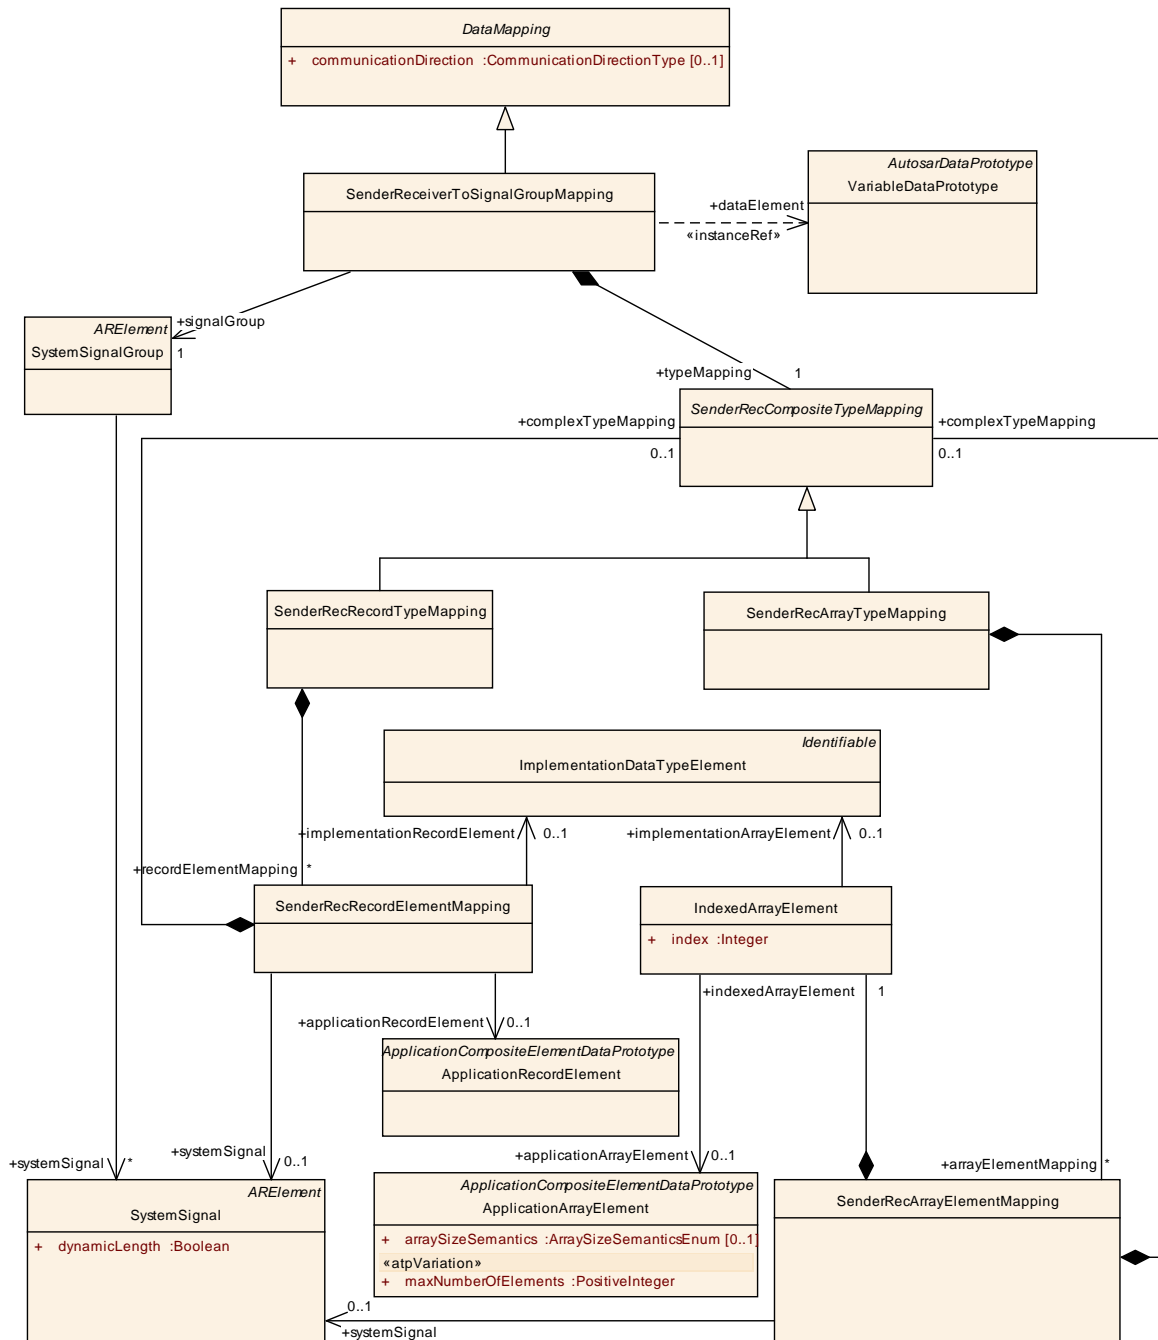 DataMapping
+ communicationDirection :CommunicationDirectionType [0..1]
AutosarDataPrototype
VariableDataPrototype
SenderReceiverToSignalGroupMapping
+dataElement
«instanceRef»
+signalGroup
1
ARElement
SystemSignalGroup
+typeMapping 1
SenderRecCompositeTypeMapping
+complexTypeMapping
0..1
+complexTypeMapping
0..1
SenderRecRecordTypeMapping
SenderRecArrayTypeMapping
Identifiable
ImplementationDataTypeElement
+implementationRecordElement 0..1
+implementationArrayElement 0..1
+recordElementMapping *
SenderRecRecordElementMapping
IndexedArrayElement
+ index :Integer
+indexedArrayElement 1
+applicationRecordElement 0..1
ApplicationCompositeElementDataPrototype
ApplicationRecordElement
+systemSignal *
+systemSignal 0..1
+applicationArrayElement 0..1
+arrayElementMapping *
ARElement
SystemSignal
+ dynamicLength :Boolean
ApplicationCompositeElementDataPrototype
ApplicationArrayElement
+ arraySizeSemantics :ArraySizeSemanticsEnum [0..1]
«atpVariation»
+ maxNumberOfElements :PositiveInteger
SenderRecArrayElementMapping
0..1
+systemSignal